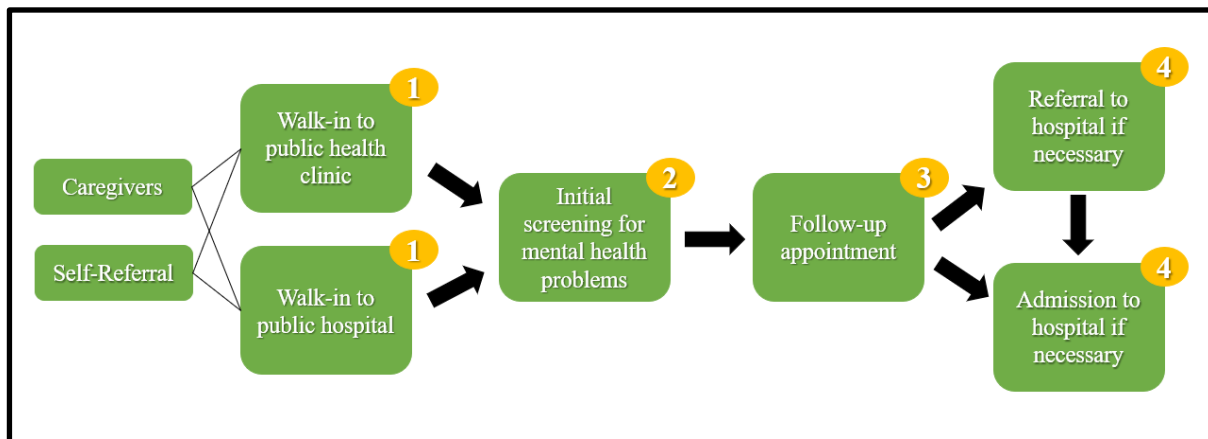 Caregivers
Self-Referral
1
Walk-in to
public health
clinic
1
Walk-in to
public hospital
2
Initial
screening for
mental health
problems
3
Follow-up
appointment
4
Referral to
hospital if
necessary
4
Admission to
hospital if
necessary